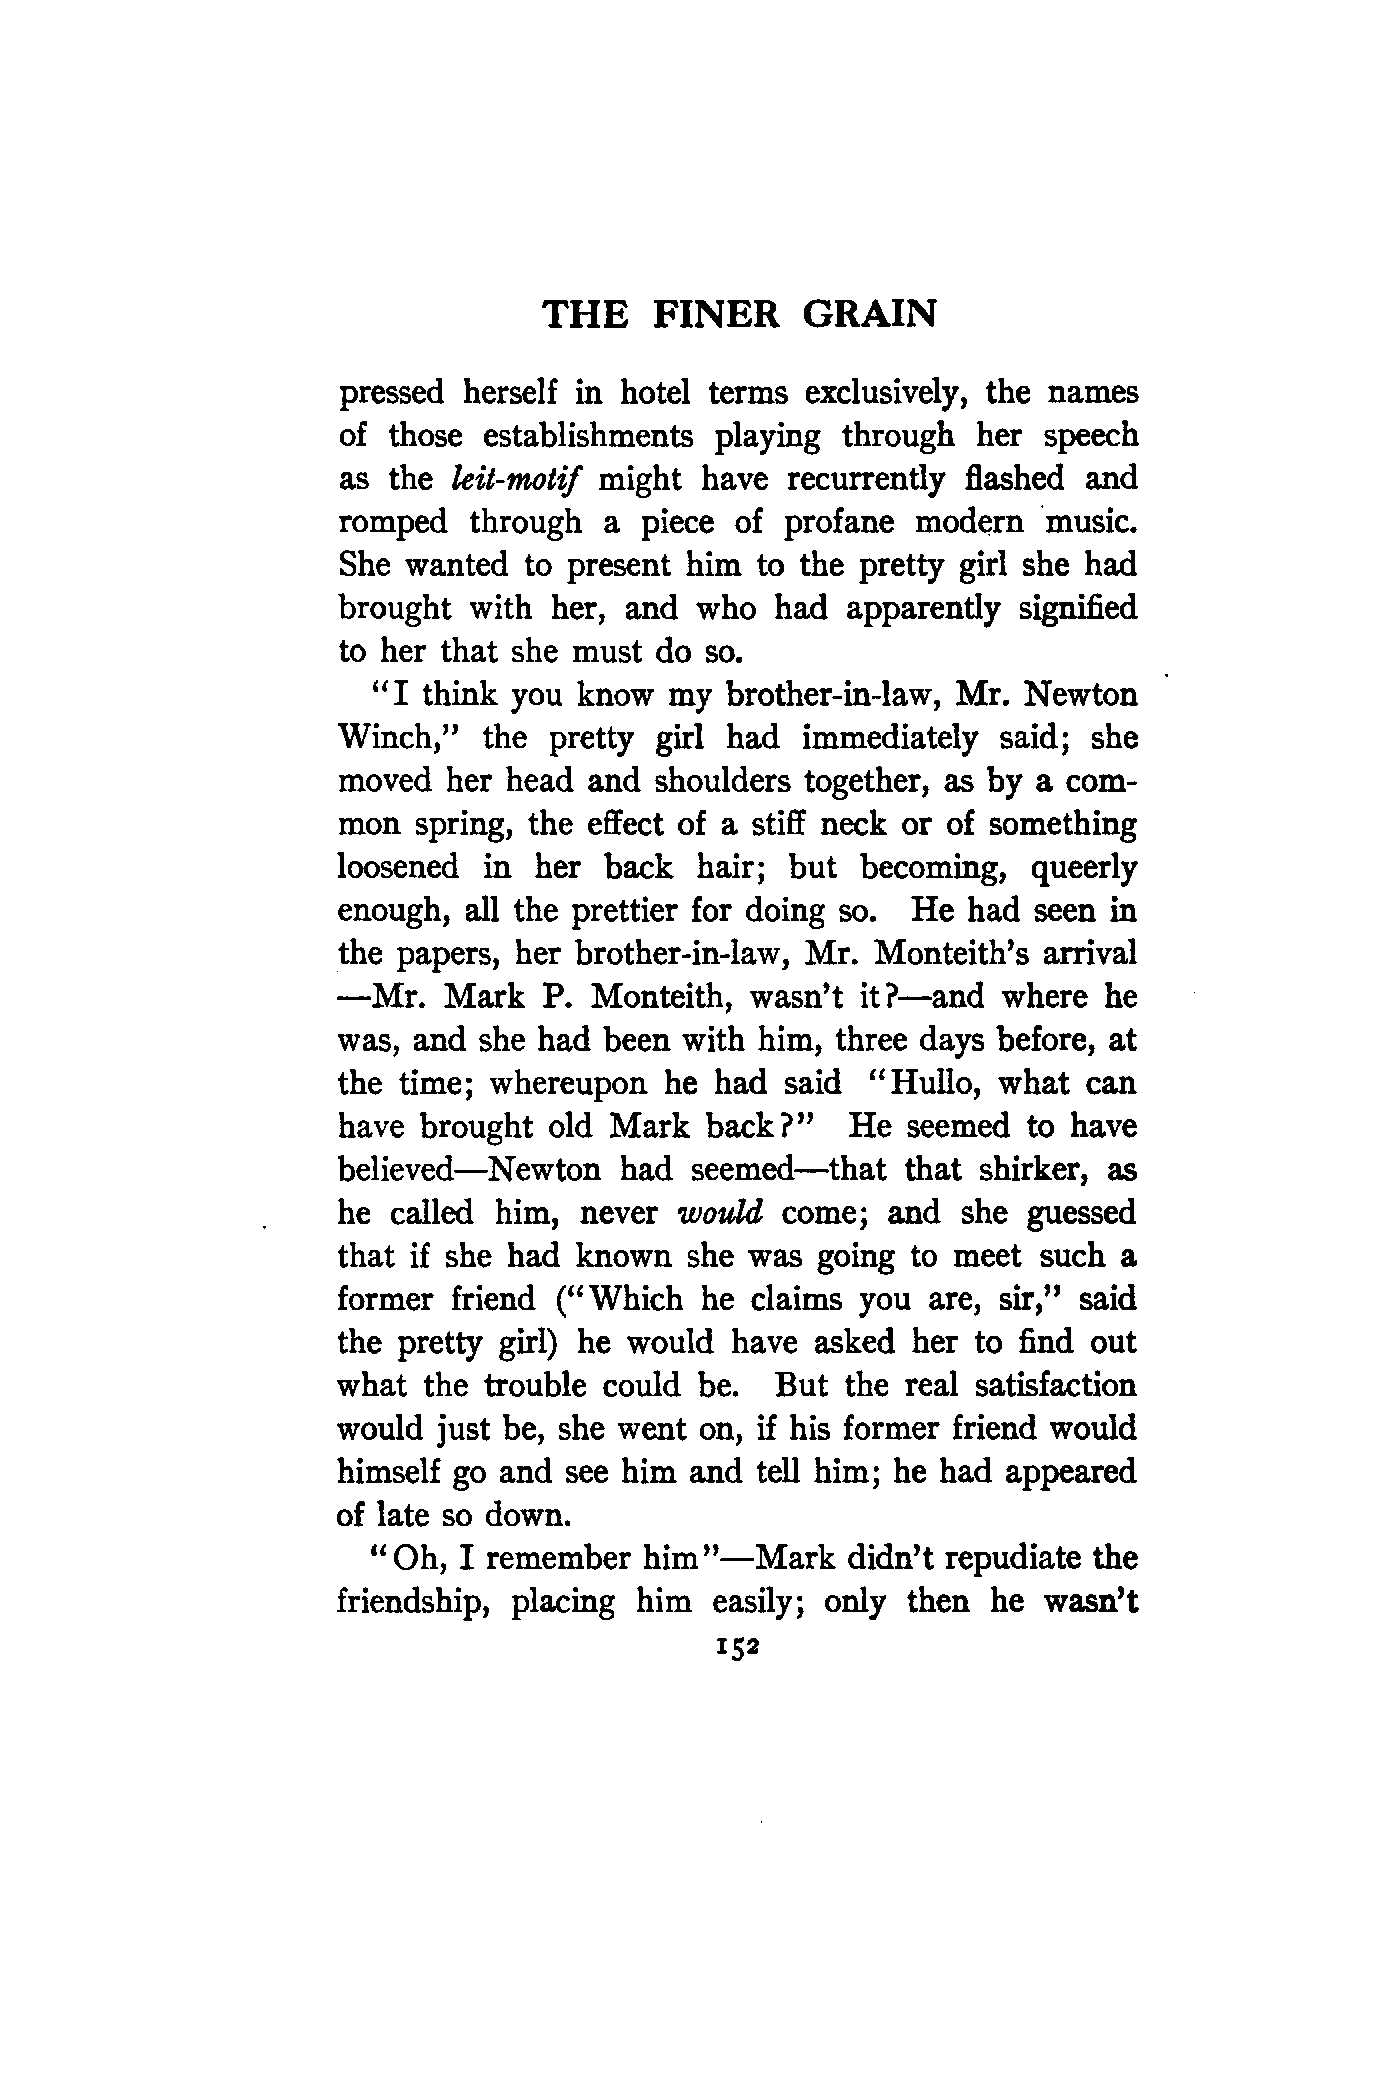 THE FINER GRAIN
pressed herself in hotel terms exclusively, the names
of those establishments playing through her speech
as the leit-motif might have recurrently flashed and
romped through a piece of profane modern music.
She wanted to present him to the pretty girl she had
brought with her, and who had apparently signified
to her that she must do so.
"I think you know my brother-in-law, Mr. Newton
Winch," the pretty girl had immediately said; she
moved her head and shoulders together, as by a com-
mon spring, the effect of a stiff neck or of something
loosened in her back hair; but becoming, queerly
enough, all the prettier for doing so. He had seen in
the papers, her brother-in-law, Mr. Monteith's arrival
—Mr. Mark P. Monteith, wasn't it?—and where he
was, and she had been with him, three days before, at
the time; whereupon he had said "Hullo, what can
have brought old Mark back?" He seemed to have
believed—Newton had seemed—that that shirker, as
he called him, never would come; and she guessed
that if she had known she was going to meet such a
former friend ("Which he claims you are, sir," said
the pretty girl) he would have asked her to find out
what the trouble could be. But the real satisfaction
would just be, she went on, if his former friend would
himself go and see him and tell him; he had appeared
of late so down.
"Oh, I remember him"—Mark didn't repudiate the
friendship, placing him easily; only then he wasn't
152